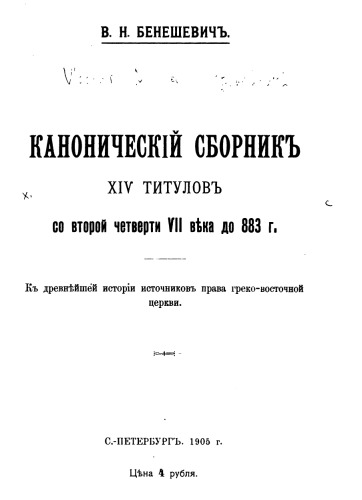 В. Н. БЕНЕШЕВИЧЪ.
КАНОНИЧЕСКІЙ СБОРНИКЪ
XIV ТИТУЛОВЪ
со второй четверти VII вѣка до 883 г.
Къ древнѣйшей исторіи источниковъ права греко-восточной
церкви.
С.-ПЕТЕРБУРГЪ. 1905 г.
Цѣна 4 рубля.